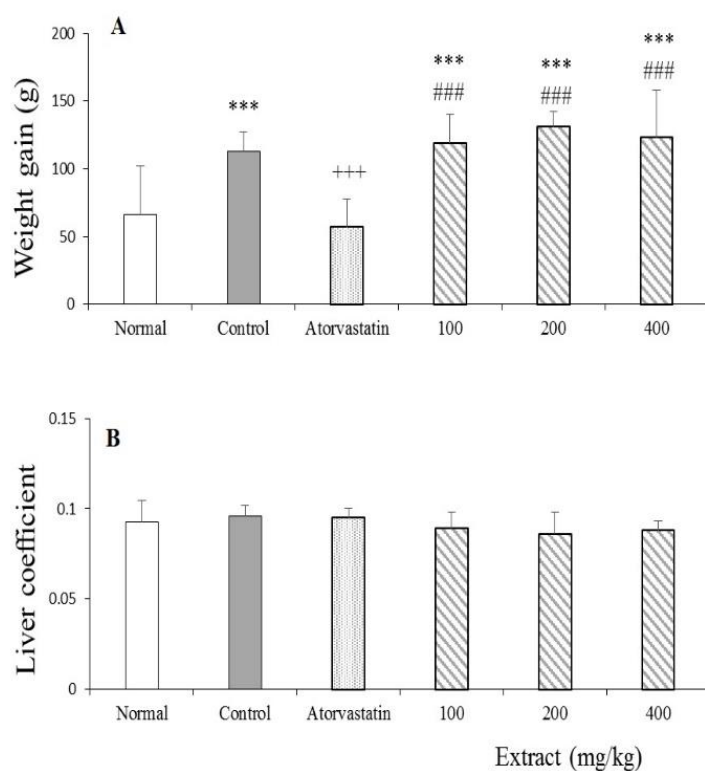 A
Weight gain (g)
200
150
100
50
0
***
+++
***
###
***
###
***
###
Normal Control Atorvastatin 100 200 400
B
Liver coefficient
0.15
0.1
0.05
0
Normal Control Atorvastatin 100 200 400
Extract (mg/kg)